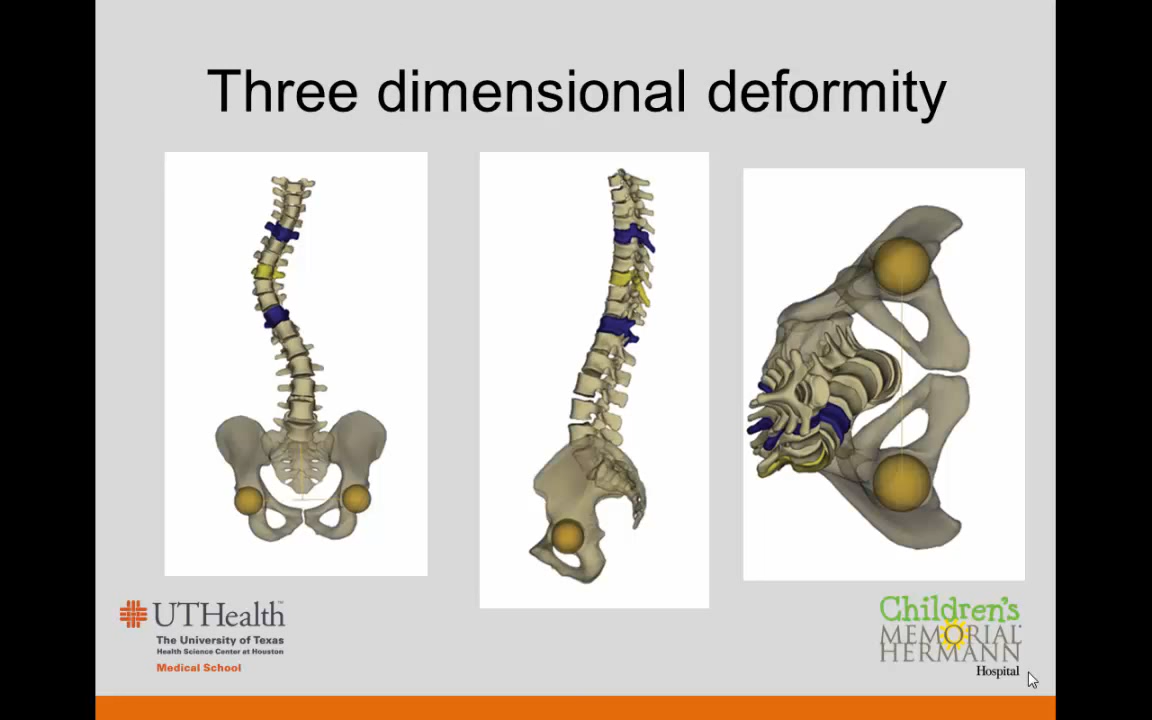 Three dimensional deformity
UTHealth
The University of Texas
Health Science Center at Houston
Medical School
Children's
MEMORIAL
HERMANN
Hospital